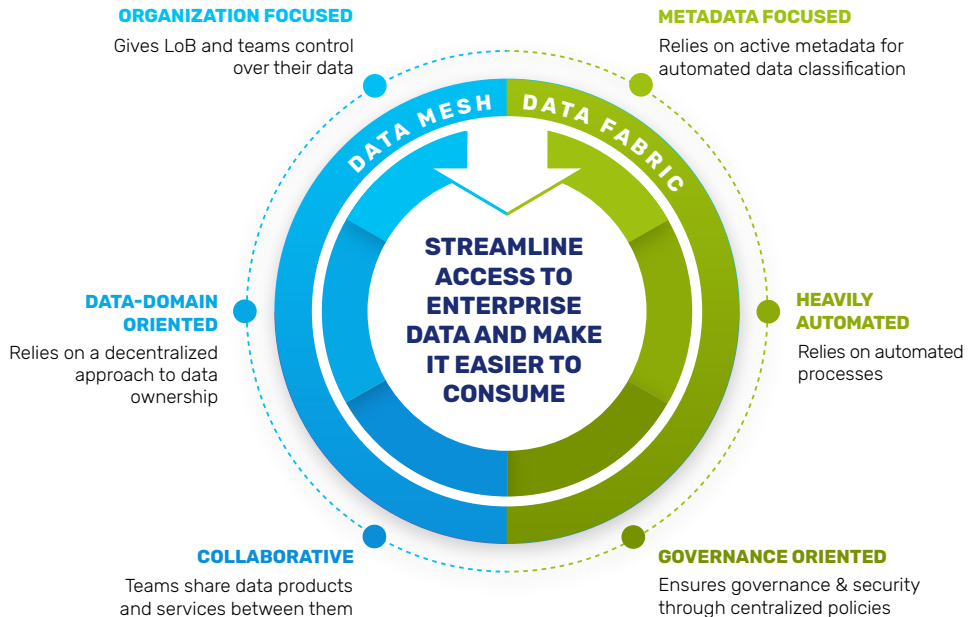 ORGANIZATION FOCUSED
Gives LoB and teams control
over their data
METADATA FOCUSED
Relies on active metadata for
automated data classification
DATA MESH
DATA FABRIC
STREAMLINE
ACCESS TO
ENTERPRISE
DATA AND MAKE
IT EASIER TO
CONSUME
DATA-DOMAIN
ORIENTED
Relies on a decentralized
approach to data
ownership
HEAVILY
AUTOMATED
Relies on automated
processes
COLLABORATIVE
Teams share data products
and services between them
GOVERNANCE ORIENTED
Ensures governance & security
through centralized policies